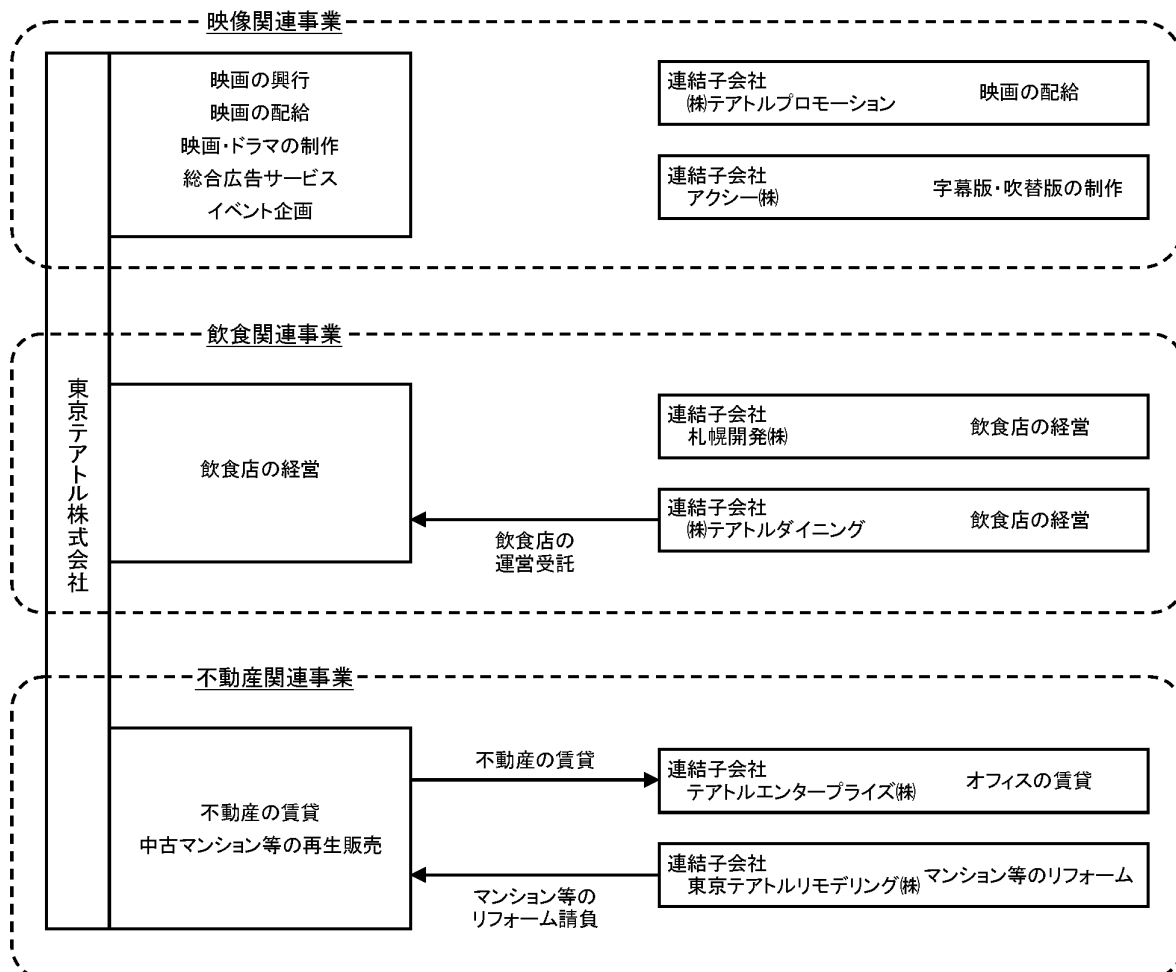 映像関連事業
映画の興行
映画の配給
映画・ドラマの制作
総合広告サービス
イベント企画
連結子会社
㈱テアトルプロモーション
映画の配給
連結子会社
アクシー㈱
字幕版・吹替版の制作
東京テアトル株式会社
飲食関連事業
飲食店の経営
連結子会社
札幌開発㈱
飲食店の経営
連結子会社
㈱テアトルダイニング
飲食店の経営
飲食店の
運営受託
不動産関連事業
不動産の賃貸
中古マンション等の再生販売
不動産の賃貸
連結子会社
テアトルエンタープライズ㈱
オフィスの賃貸
連結子会社
東京テアトルリモデリング㈱
マンション等のリフォーム
マンション等の
リフォーム請負